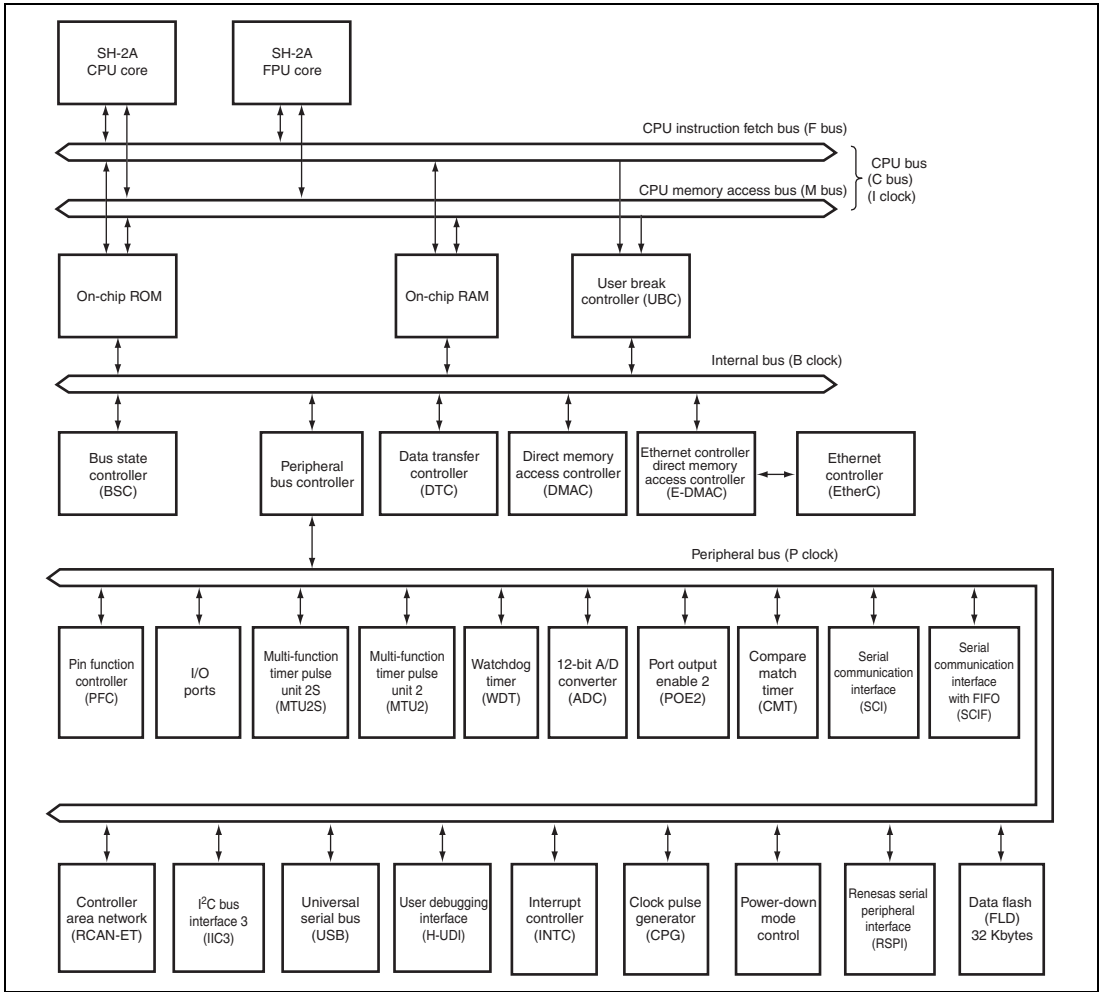 SH-2A
CPU core
SH-2A
FPU core
CPU instruction fetch bus (F bus)
CPU bus
(C bus)
(I clock)
CPU memory access bus (M bus)
On-chip ROM
On-chip RAM
User break
controller (UBC)
Internal bus (B clock)
Bus state
controller
(BSC)
Peripheral
bus controller
Data transfer
controller
(DTC)
Direct memory
access controller
(DMAC)
Ethernet controller
direct memory
access controller
(E-DMAC)
Ethernet
controller
(EtherC)
Peripheral bus (P clock)
Pin function
controller
(PFC)
I/O
ports
Multi-function
timer pulse
unit 2S
(MTU2S)
Multi-function
timer pulse
unit 2
(MTU2)
Watchdog
timer
(WDT)
12-bit A/D
converter
(ADC)
Port output
enable 2
(POE2)
Compare
match
timer
(CMT)
Serial
communication
interface
(SCI)
Serial
communication
interface
with FIFO
(SCIF)
Controller
area network
(RCAN-ET)
I²C bus
interface 3
(IIC3)
Universal
serial bus
(USB)
User debugging
interface
(H-UDI)
Interrupt
controller
(INTC)
Clock pulse
generator
(CPG)
Power-down
mode
control
Renesas serial
peripheral
interface
(RSPI)
Data flash
(FLD)
32 Kbytes